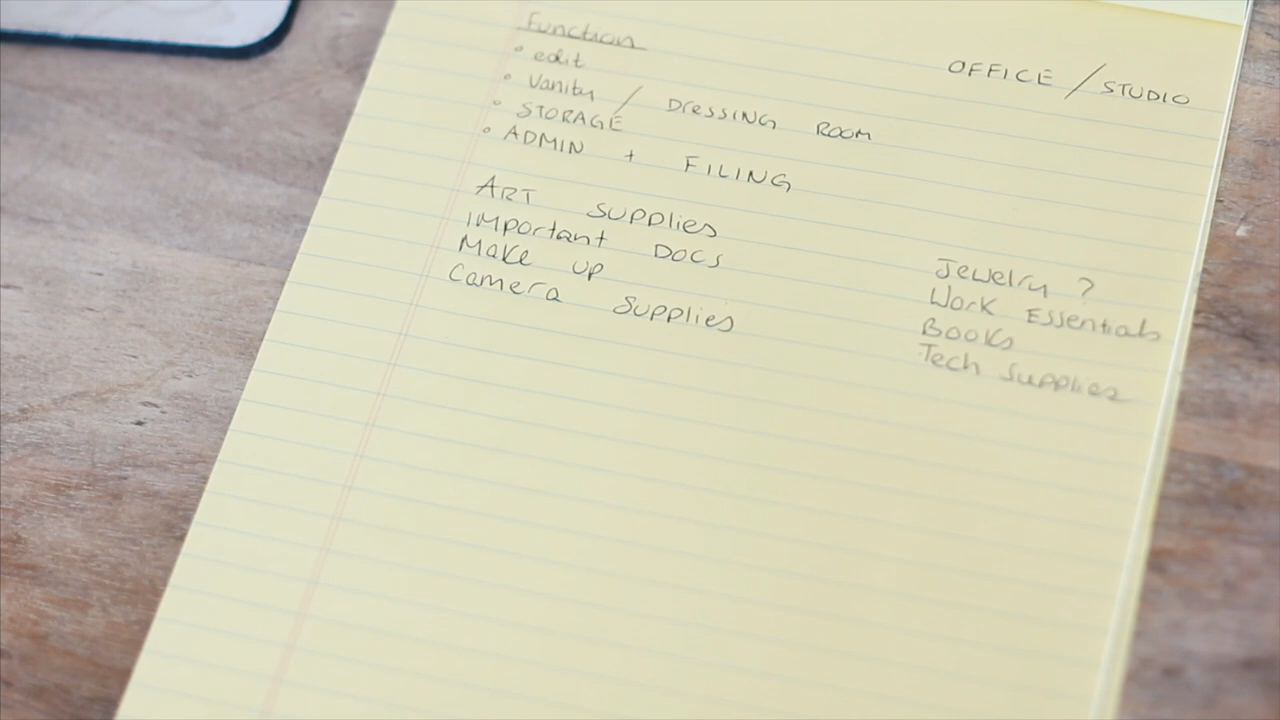 Function
OFFICE / STUDIO
• edit
• Vanity / Dressing Room
• STORAGE
• ADMIN + FILING
ART Supplies
Important Docs
Make up
Camera Supplies
Jewelry ?
Work Essentials
Books
Tech Supplies